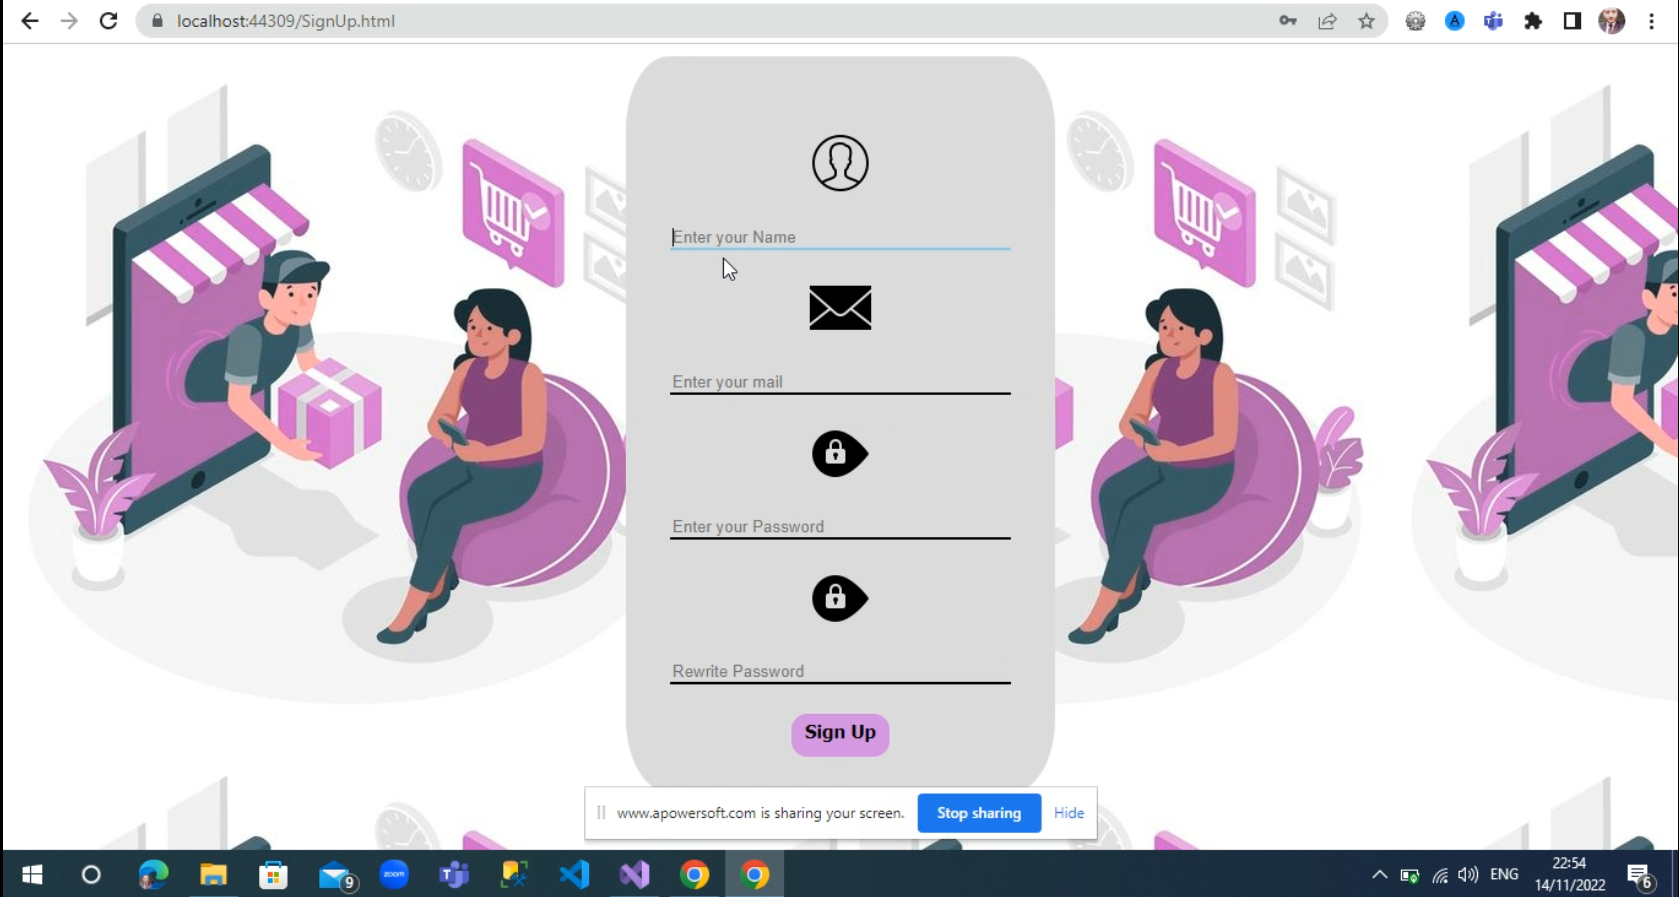 localhost:44309/SignUp.html
A
Enter your Name
Enter your mail
Enter your Password
Rewrite Password
Sign Up
www.apowersoft.com is sharing your screen.
Stop sharing
Hide
9
zoom
ENG
22:54
14/11/2022
6